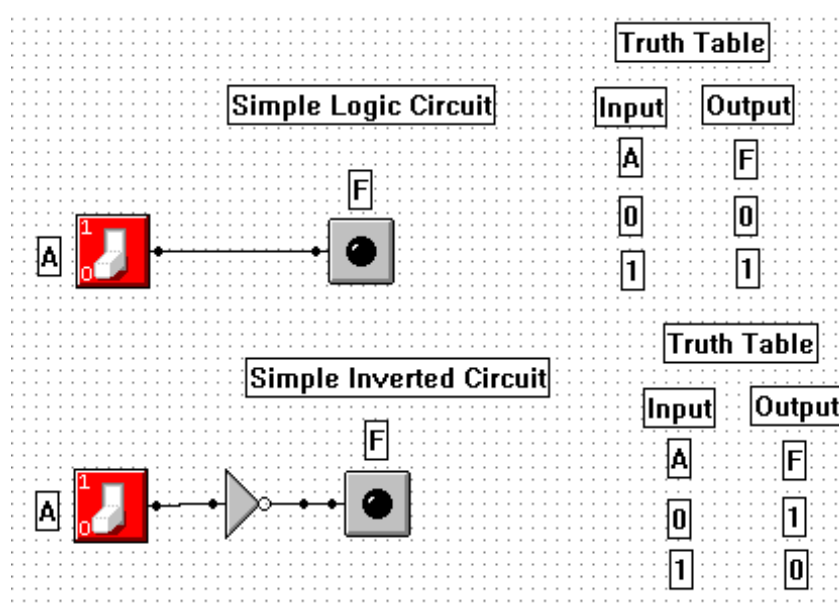 Truth Table
Simple Logic Circuit
Input Output
A F
F
0 0
1
A
0
1 1
Truth Table
Simple Inverted Circuit
Input Output
F
A F
1
A
0
0 1
1 0